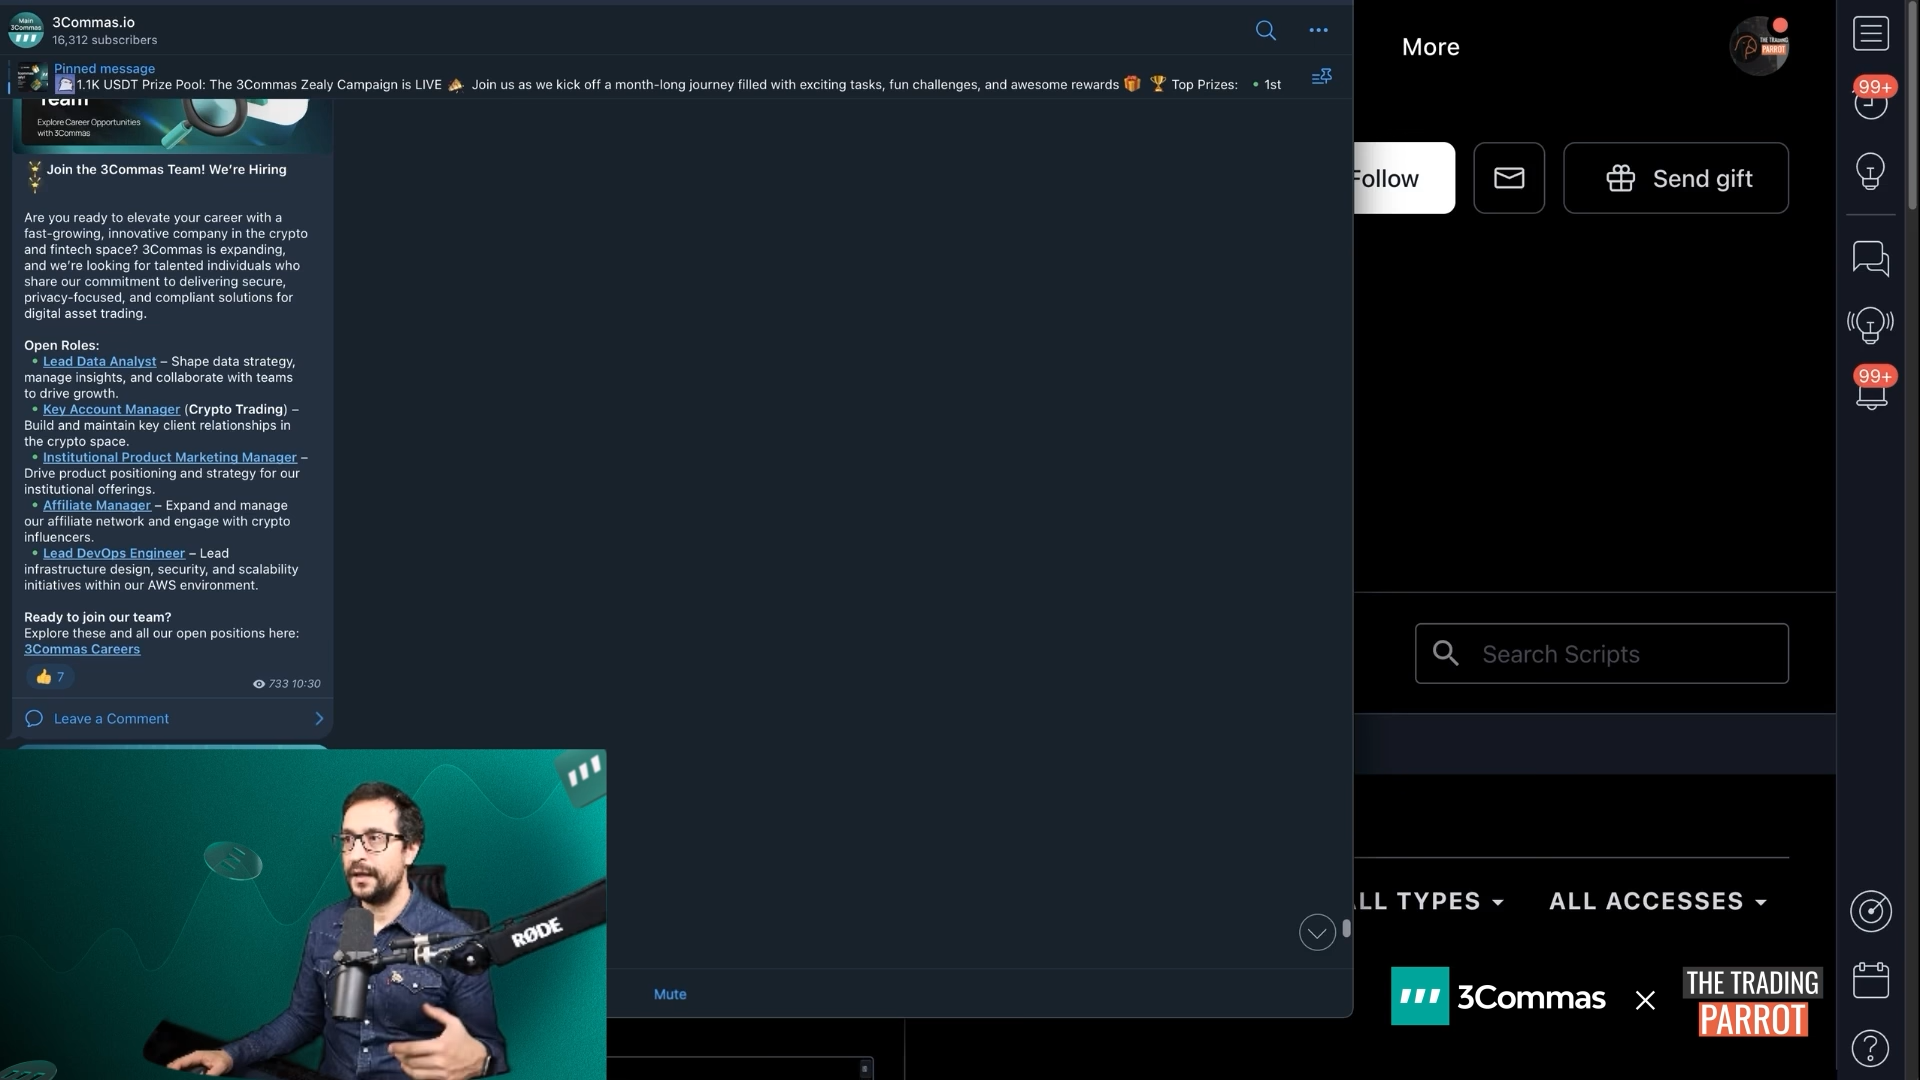 Main
3Commas
3Commas.io
16,312 subscribers
Pinned message
1.1K USDT Prize Pool: The 3Commas Zealy Campaign is LIVE 📣 Join us as we kick off a month-long journey filled with exciting tasks, fun challenges, and awesome rewards 🎁 🏆 Top Prizes: • 1st
Team
Explore Career Opportunities
with 3Commas
Join the 3Commas Team! We’re Hiring
Are you ready to elevate your career with a
fast-growing, innovative company in the crypto
and fintech space? 3Commas is expanding,
and we’re looking for talented individuals who
share our commitment to delivering secure,
privacy-focused, and compliant solutions for
digital asset trading.
Open Roles:
• Lead Data Analyst – Shape data strategy,
manage insights, and collaborate with teams
to drive growth.
• Key Account Manager (Crypto Trading) –
Build and maintain key client relationships in
the crypto space.
• Institutional Product Marketing Manager –
Drive product positioning and strategy for our
institutional offerings.
• Affiliate Manager – Expand and manage
our affiliate network and engage with crypto
influencers.
• Lead DevOps Engineer – Lead
infrastructure design, security, and scalability
initiatives within our AWS environment.
Ready to join our team?
Explore these and all our open positions here:
3Commas Careers
👍 7
733 10:30
Leave a Comment
RØDE
Mute
More
THE TRADING
PARROT
Follow
Send gift
Search Scripts
ALL TYPES
ALL ACCESSES
3Commas X THE TRADING
PARROT
99+
99+